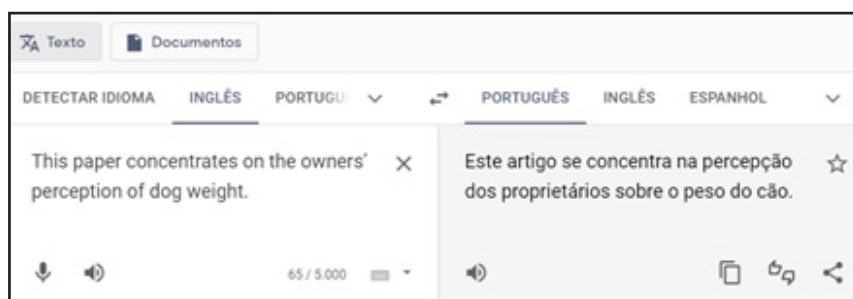 Texto Documentos
DETECTAR IDIOMA INGLÊS PORTUGU PORTUGUÊS INGLÊS ESPANHOL
This paper concentrates on the owners'
perception of dog weight.
65 / 5.000
Este artigo se concentra na percepção
dos proprietários sobre o peso do cão.